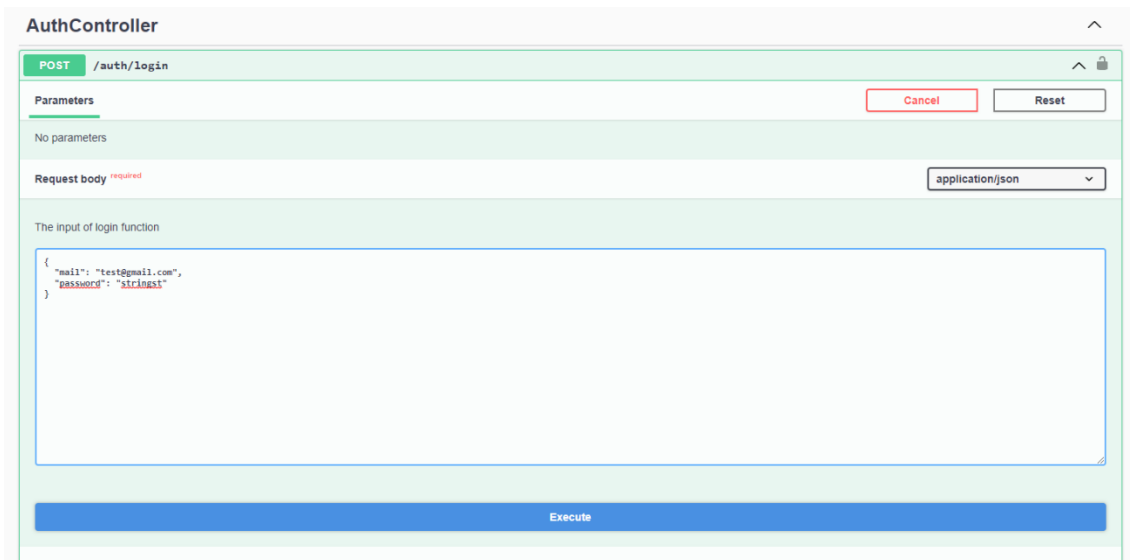 AuthController
POST /auth/login
Parameters Cancel Reset
No parameters
Request body required application/json
The input of login function
{
"mail": "test@gmail.com",
"password": "stringst"
}
Execute